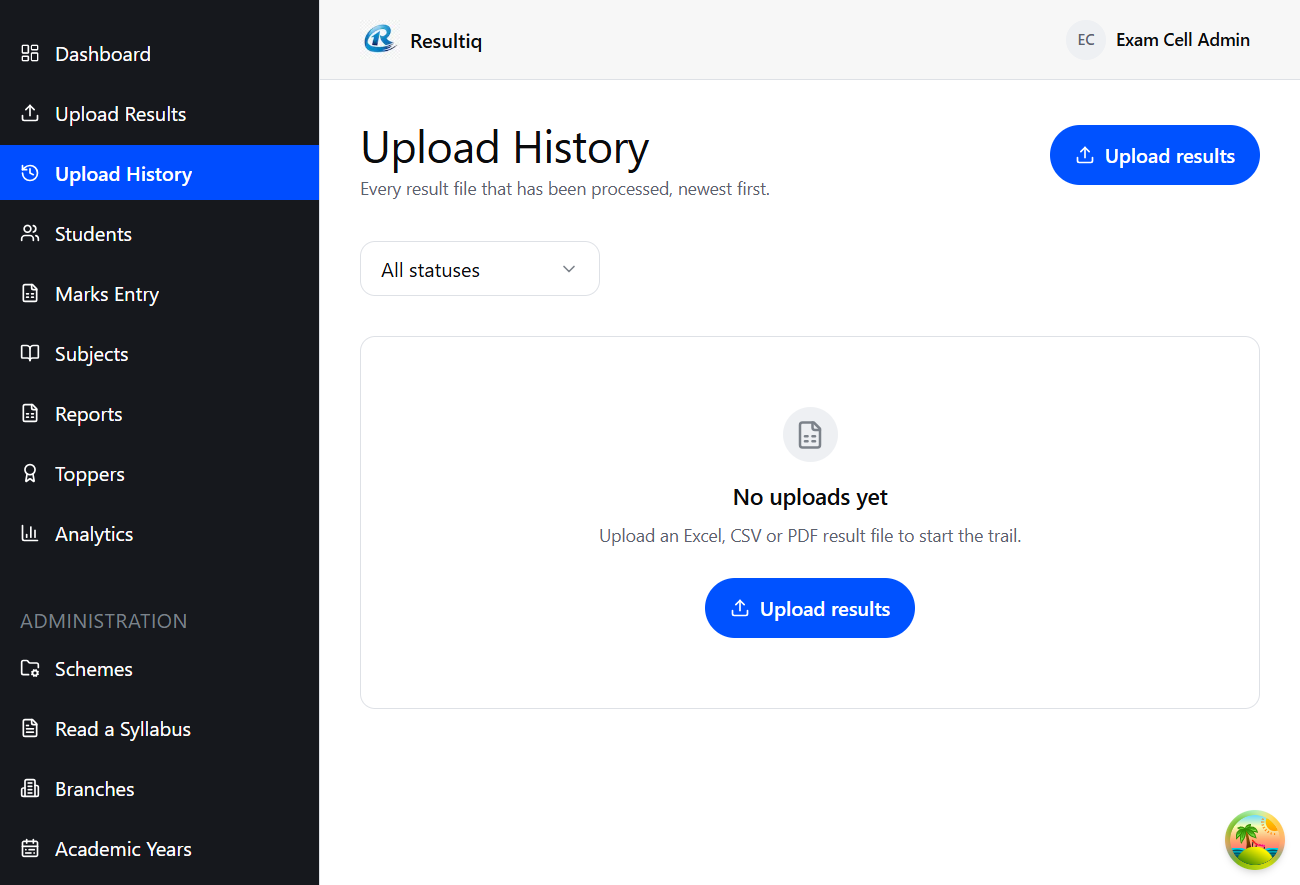 Dashboard
Upload Results
Upload History
Students
Marks Entry
Subjects
Reports
Toppers
Analytics
ADMINISTRATION
Schemes
Read a Syllabus
Branches
Academic Years
Resultiq
EC
Exam Cell Admin
Upload History
Every result file that has been processed, newest first.
Upload results
All statuses
No uploads yet
Upload an Excel, CSV or PDF result file to start the trail.
Upload results